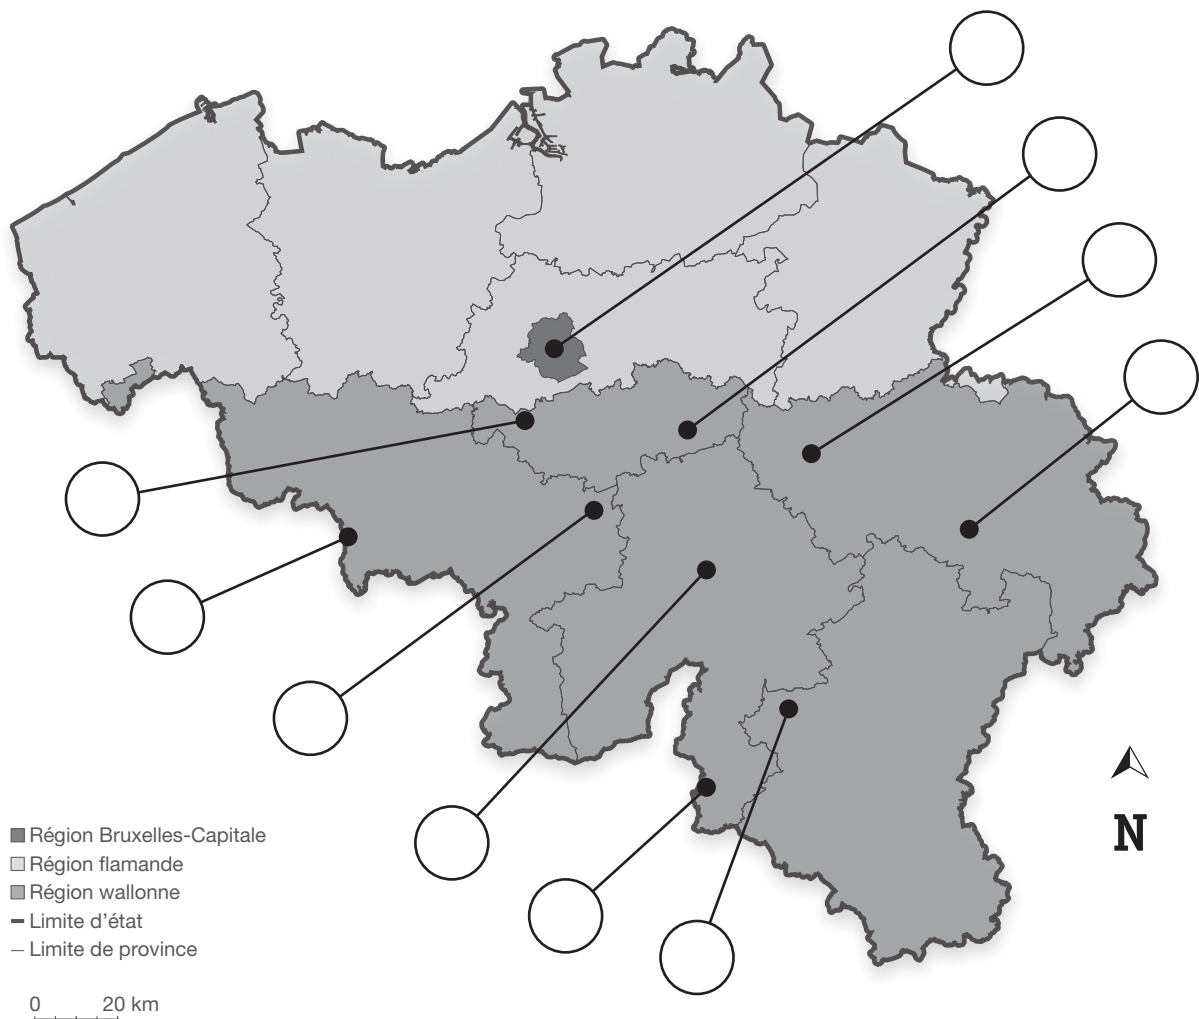 N
Région Bruxelles-Capitale
Région flamande
Région wallonne
Limite d’état
Limite de province
0 20 km